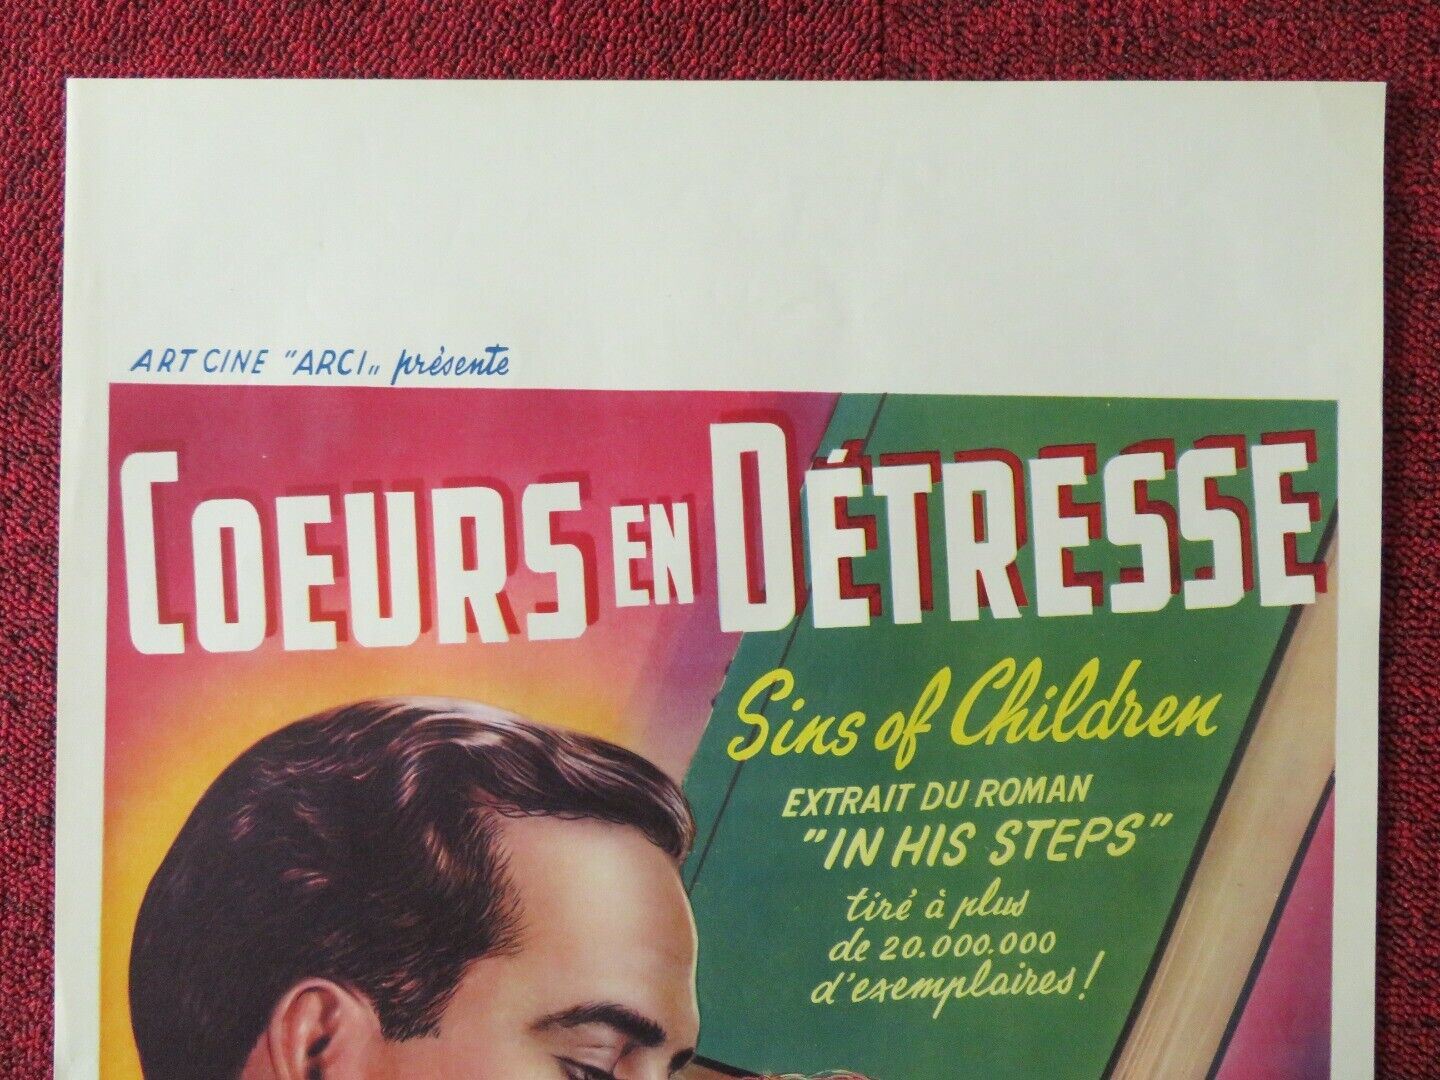 ART CINE "ARCI„ présente
COEURS EN DÉTRESSE
Sins of Children
EXTRAIT DU ROMAN
"IN HIS STEPS"
tiré à plus
de 20.000.000
d'exemplaires!